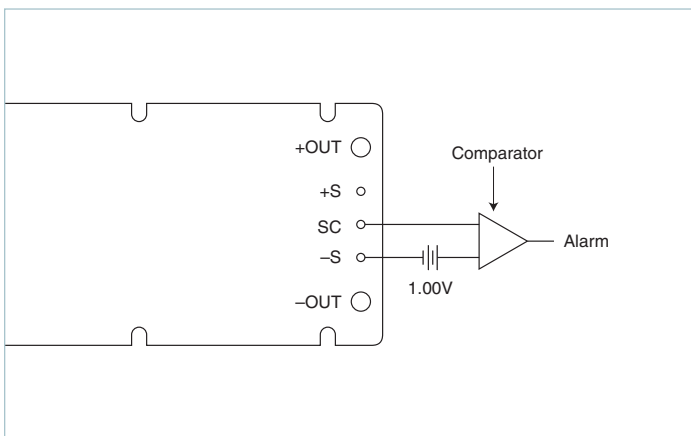 +OUT
Comparator
+S
SC
Alarm
–S
1.00V
–OUT